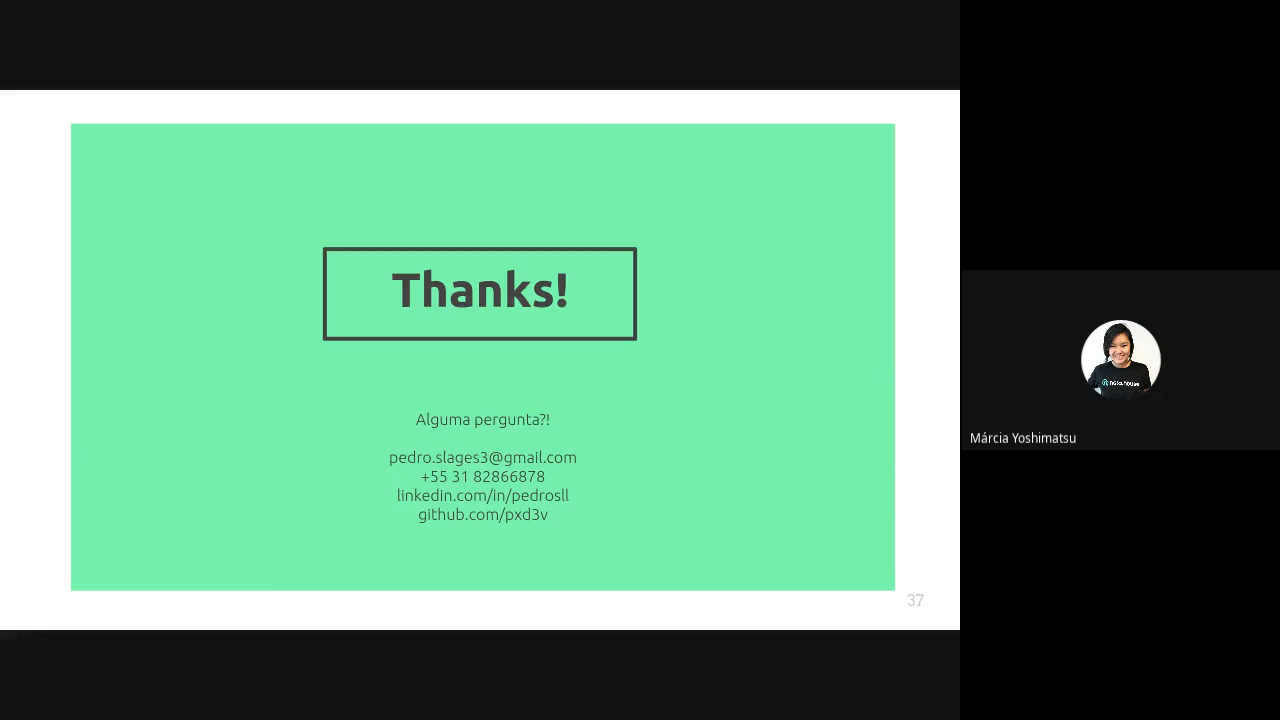 Thanks!
Alguma pergunta?!
pedro.slages3@gmail.com
+55 31 82866878
linkedin.com/in/pedrosll
github.com/pxd3v
37
Márcia Yoshimatsu